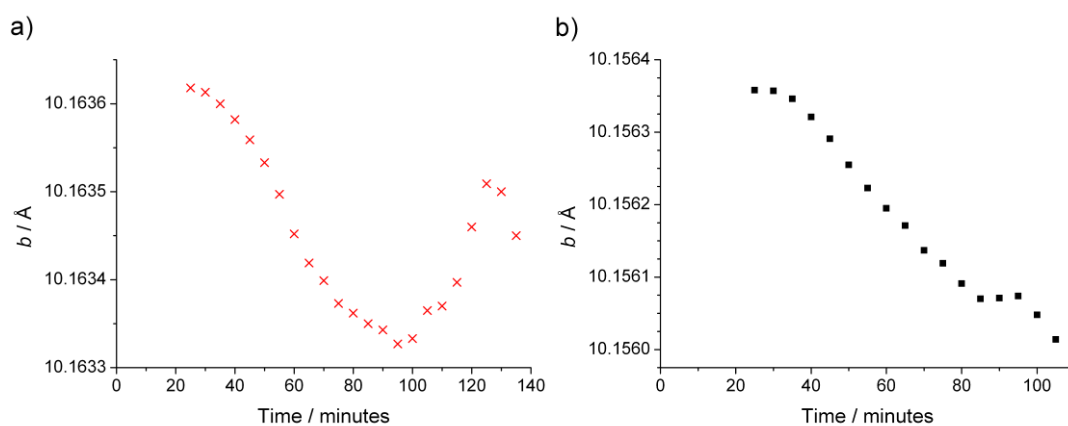 a)
b / Å
10.1636
10.1635
10.1634
10.1633
0 20 40 60 80 100 120 140
Time / minutes
b)
b / Å
10.1564
10.1563
10.1562
10.1561
10.1560
0 20 40 60 80 100
Time / minutes